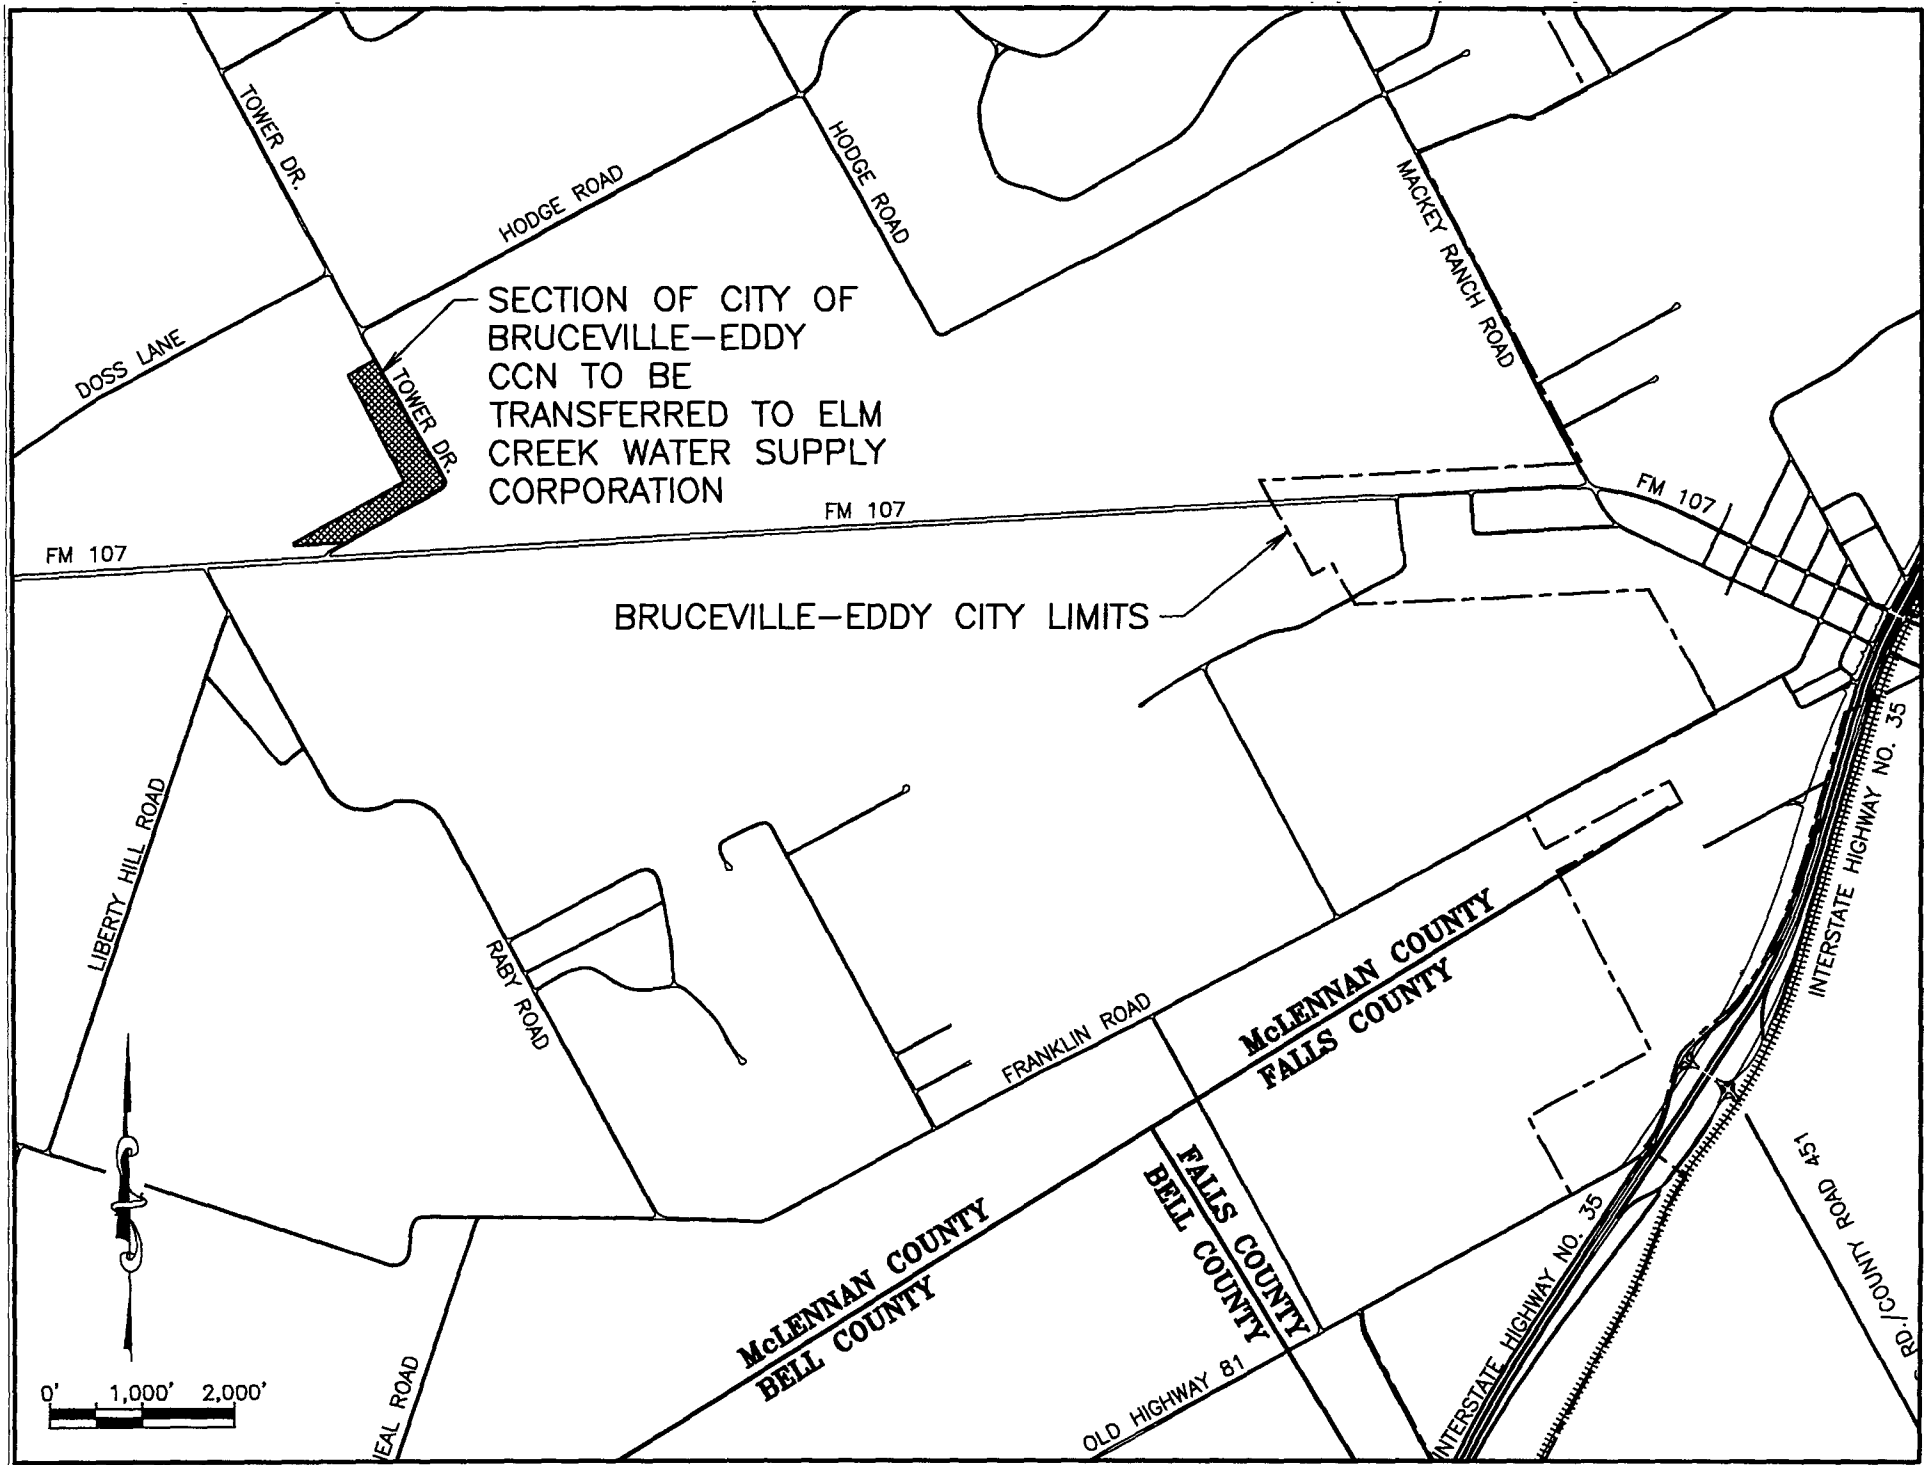 TOWER DR.
HODGE ROAD
HODGE ROAD
MACKEY RANCH ROAD
DOSS LANE
SECTION OF CITY OF
BRUCEVILLE-EDDY
CCN TO BE
TRANSFERRED TO ELM
CREEK WATER SUPPLY
CORPORATION
TOWER DR.
FM 107
FM 107
FM 107
BRUCEVILLE-EDDY CITY LIMITS
INTERSTATE HIGHWAY NO. 35
LIBERTY HILL ROAD
RABY ROAD
FRANKLIN ROAD
McLENNAN COUNTY
FALLS COUNTY
FALLS COUNTY
BELL COUNTY
McLENNAN COUNTY
BELL COUNTY
INTERSTATE HIGHWAY NO. 35
RD./COUNTY ROAD 451
OLD HIGHWAY 81
NEAL ROAD
0' 1,000' 2,000'